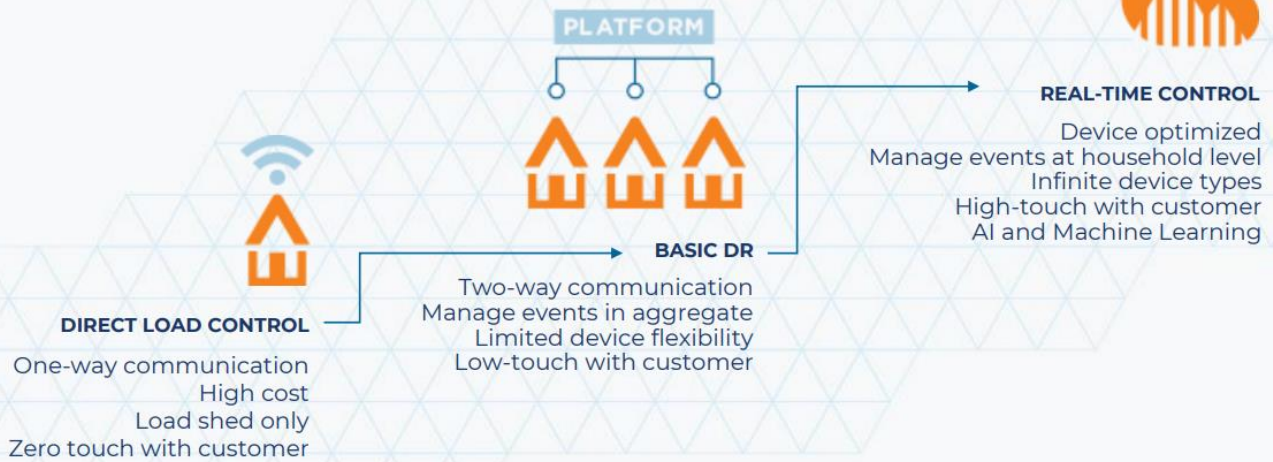 PLATFORM
REAL-TIME CONTROL
Device optimized
Manage events at household level
Infinite device types
High-touch with customer
AI and Machine Learning
BASIC DR
Two-way communication
Manage events in aggregate
Limited device flexibility
Low-touch with customer
DIRECT LOAD CONTROL
One-way communication
High cost
Load shed only
Zero touch with customer